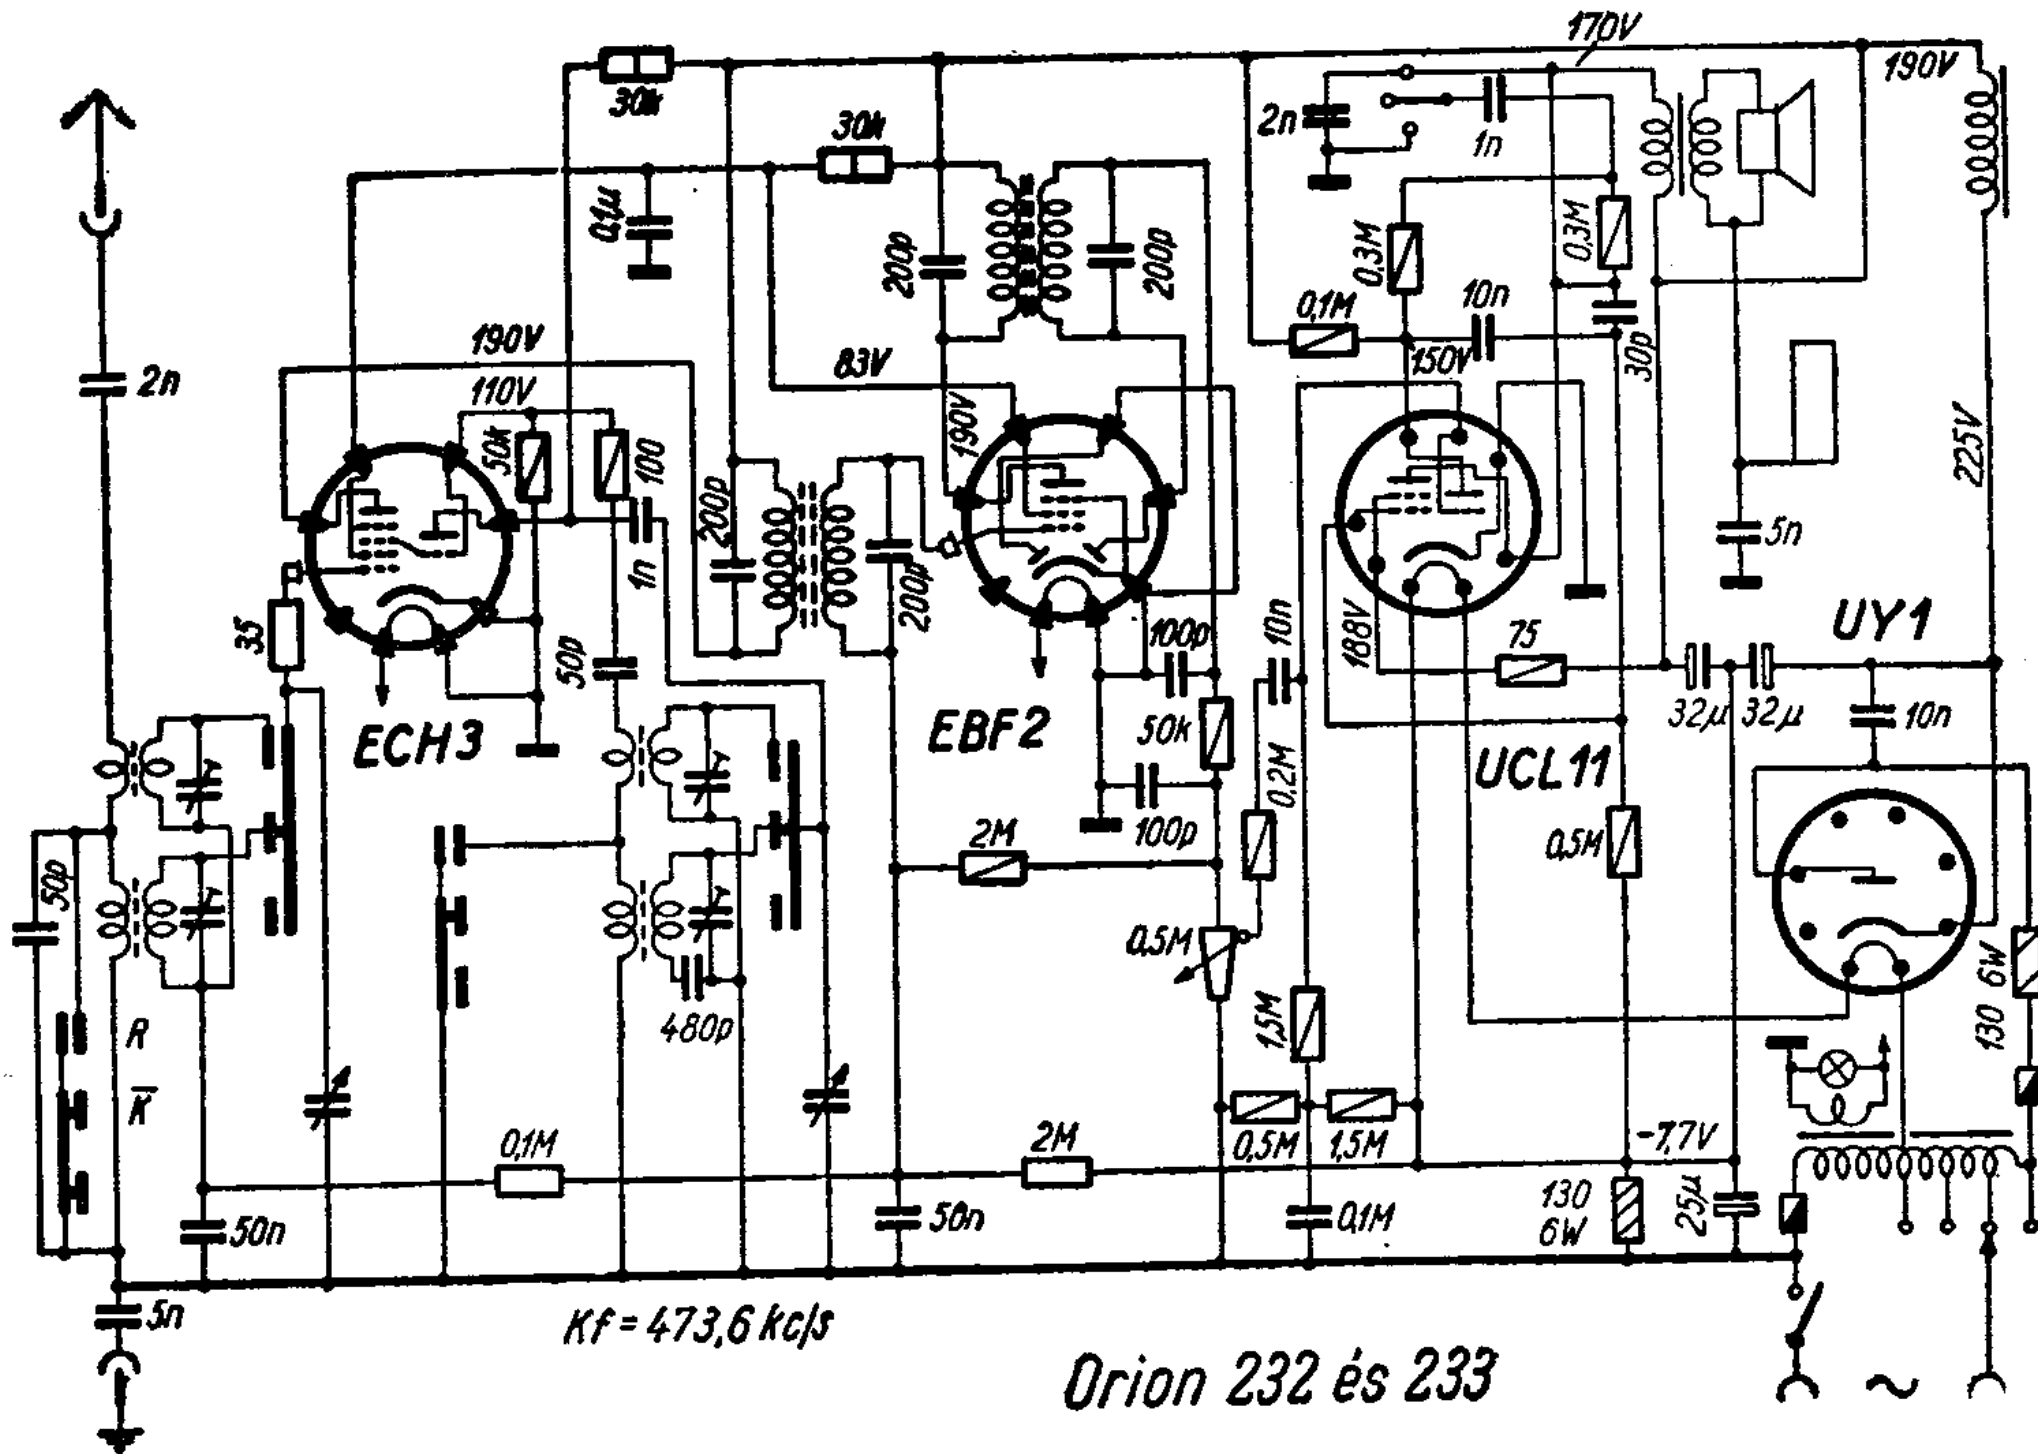 170V
190V
30k
2n
1n
30k
0,1µ
200p
200p
0,3M
0,3M
0,1M
10n
30p
150V
2n
190V
83V
110V
50k
100
190V
225V
200p
1n
200p
5n
35
50p
100p
10n
188V
75
UY1
32µ
32µ
10n
ECH3
EBF2
50k
0,2M
UCL11
100p
2M
0,5M
50p
0,5M
480p
1,5M
6W
130
R
K
0,1M
2M
0,5M
1,5M
-7,7V
50n
50n
0,1M
130
6W
25µ
5n
Kf = 473,6 kc/s
Orion 232 és 233
~